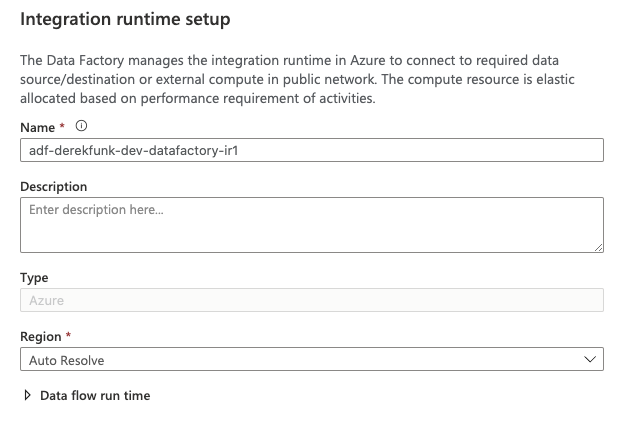 Integration runtime setup
The Data Factory manages the integration runtime in Azure to connect to required data
source/destination or external compute in public network. The compute resource is elastic
allocated based on performance requirement of activities.
Name *
adf-derekfunk-dev-datafactory-ir1
Description
Enter description here...
Type
Azure
Region *
Auto Resolve
Data flow run time